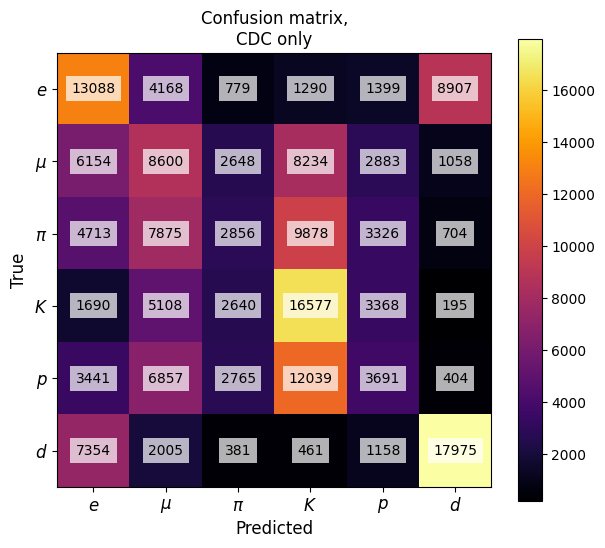 Confusion matrix,
CDC only
True
e 13088 4168 779 1290 1399 8907
μ 6154 8600 2648 8234 2883 1058
π 4713 7875 2856 9878 3326 704
K 1690 5108 2640 16577 3368 195
p 3441 6857 2765 12039 3691 404
d 7354 2005 381 461 1158 17975
e μ π K p d
Predicted
16000
14000
12000
10000
8000
6000
4000
2000